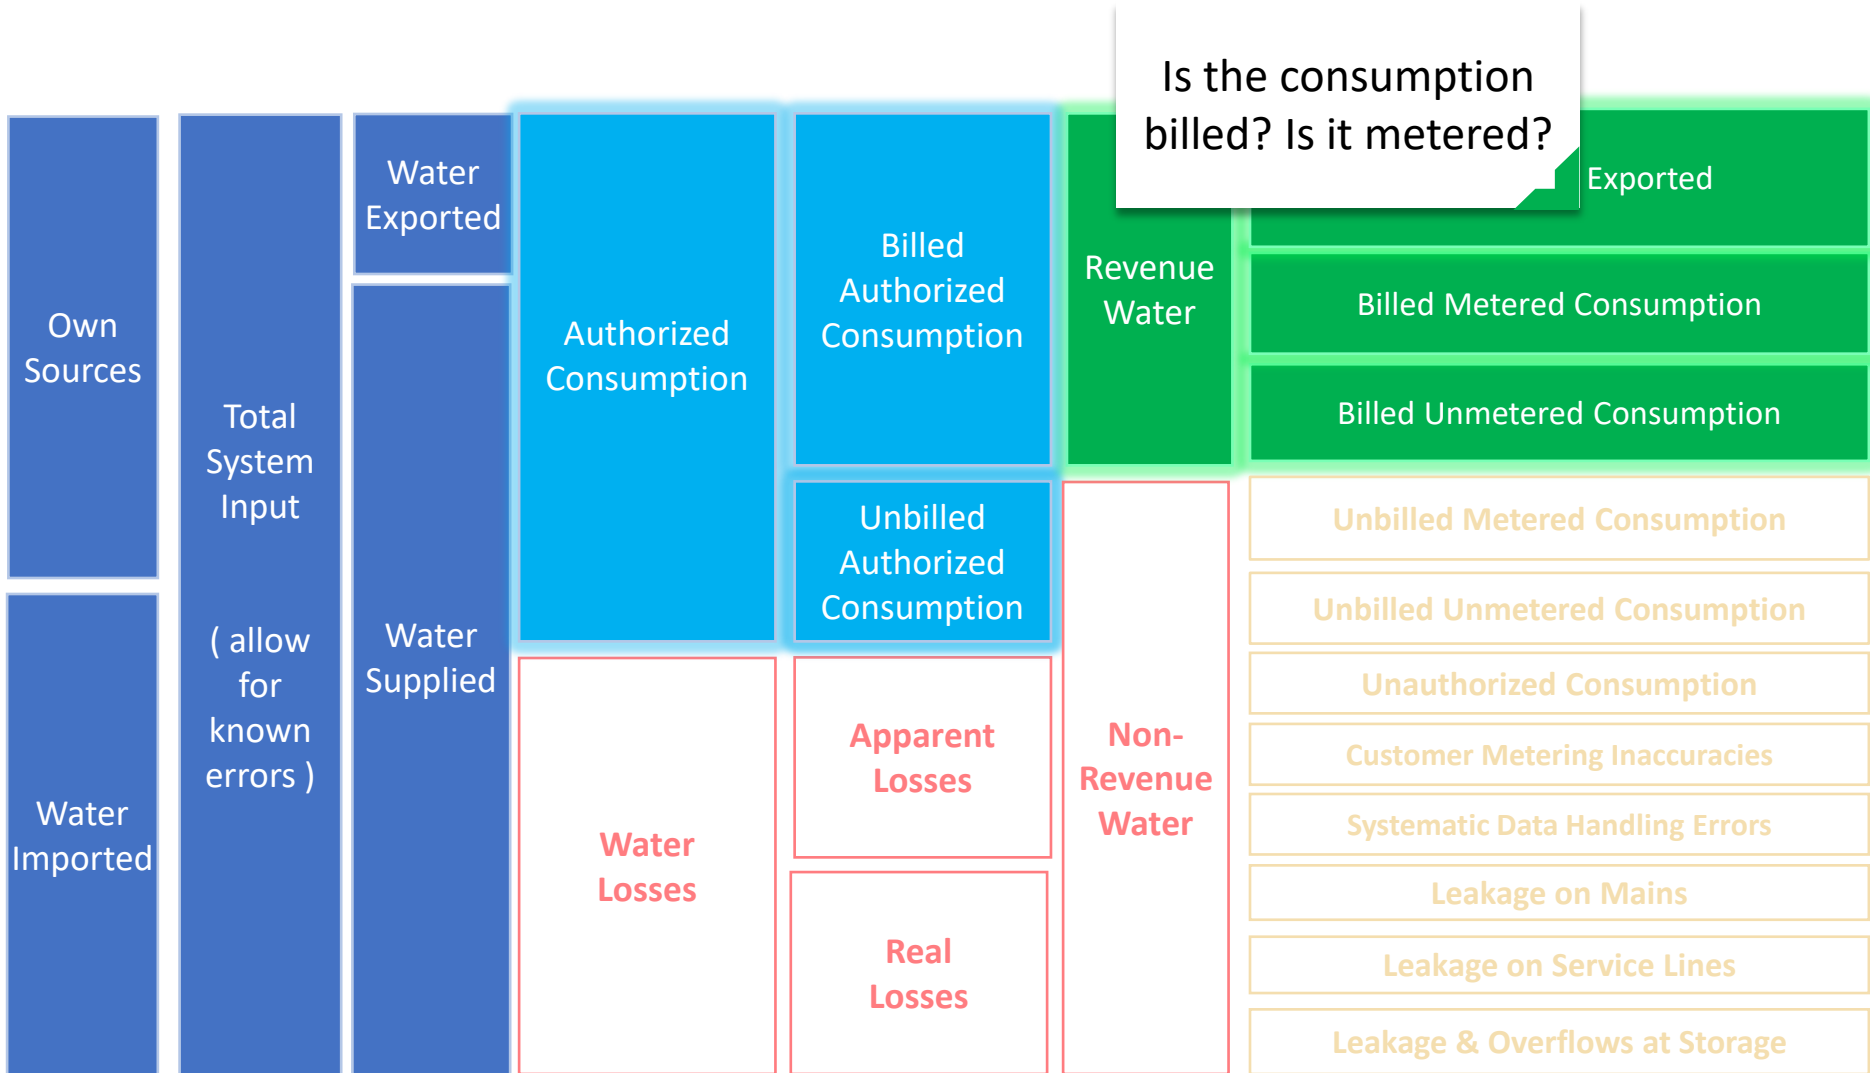 Is the consumption
billed? Is it metered?
Own
Sources
Water
Imported
Total
System
Input
( allow
for
known
errors )
Water
Exported
Water
Supplied
Authorized
Consumption
Water
Losses
Billed
Authorized
Consumption
Unbilled
Authorized
Consumption
Apparent
Losses
Real
Losses
Revenue
Water
Non-
Revenue
Water
Exported
Billed Metered Consumption
Billed Unmetered Consumption
Unbilled Metered Consumption
Unbilled Unmetered Consumption
Unauthorized Consumption
Customer Metering Inaccuracies
Systematic Data Handling Errors
Leakage on Mains
Leakage on Service Lines
Leakage & Overflows at Storage